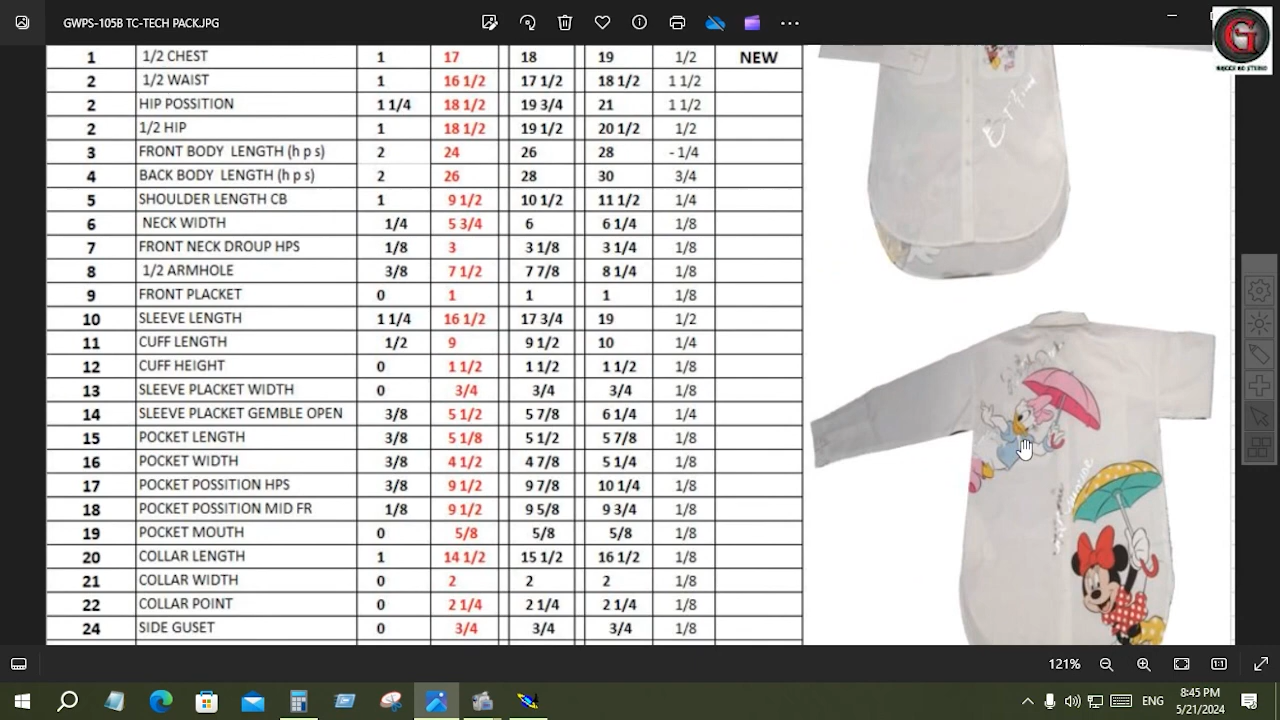 GWPS-105B TC-TECH PACK.JPG
1 1/2 CHEST 1 17 18 19 1/2 NEW
2 1/2 WAIST 1 16 1/2 17 1/2 18 1/2 1 1/2
2 HIP POSSITION 1 1/4 18 1/2 19 3/4 21 1 1/2
2 1/2 HIP 1 18 1/2 19 1/2 20 1/2 1/2
3 FRONT BODY LENGTH (h p s) 2 24 26 28 - 1/4
4 BACK BODY LENGTH (h p s) 2 26 28 30 3/4
5 SHOULDER LENGTH CB 1 9 1/2 10 1/2 11 1/2 1/4
6 NECK WIDTH 1/4 5 3/4 6 6 1/4 1/8
7 FRONT NECK DROUP HPS 1/8 3 3 1/8 3 1/4 1/8
8 1/2 ARMHOLE 3/8 7 1/2 7 7/8 8 1/4 1/8
9 FRONT PLACKET 0 1 1 1 1/8
10 SLEEVE LENGTH 1 1/4 16 1/2 17 3/4 19 1/2
11 CUFF LENGTH 1/2 9 9 1/2 10 1/4
12 CUFF HEIGHT 0 1 1/2 1 1/2 1 1/2 1/8
13 SLEEVE PLACKET WIDTH 0 3/4 3/4 3/4 1/8
14 SLEEVE PLACKET GEMBLE OPEN 3/8 5 1/2 5 7/8 6 1/4 1/4
15 POCKET LENGTH 3/8 5 1/8 5 1/2 5 7/8 1/8
16 POCKET WIDTH 3/8 4 1/2 4 7/8 5 1/4 1/8
17 POCKET POSSITION HPS 3/8 9 1/2 9 7/8 10 1/4 1/8
18 POCKET POSSITION MID FR 1/8 9 1/2 9 5/8 9 3/4 1/8
19 POCKET MOUTH 0 5/8 5/8 5/8 1/8
20 COLLAR LENGTH 1 14 1/2 15 1/2 16 1/2 1/8
21 COLLAR WIDTH 0 2 2 2 1/8
22 COLLAR POINT 0 2 1/4 2 1/4 2 1/4 1/8
24 SIDE GUSET 0 3/4 3/4 3/4 1/8
G
121%
1:1
ENG
8:45 PM
5/21/2024